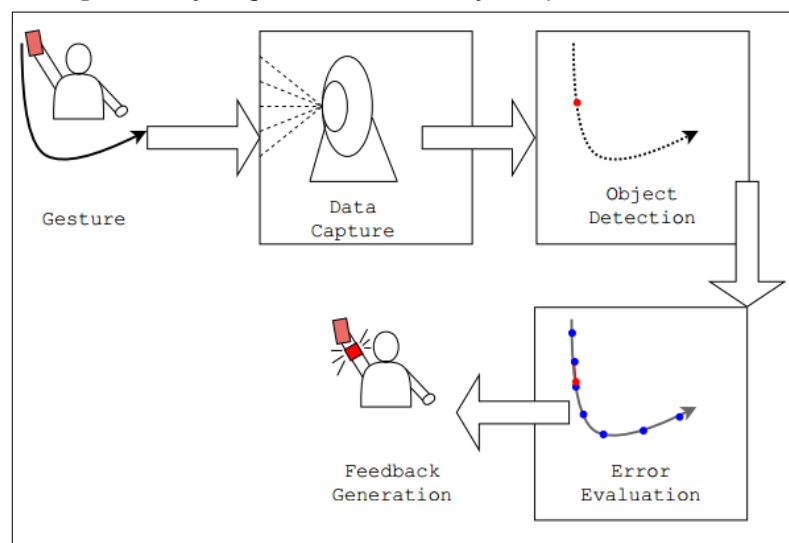 Gesture
Data
Capture
Object
Detection
Feedback
Generation
Error
Evaluation